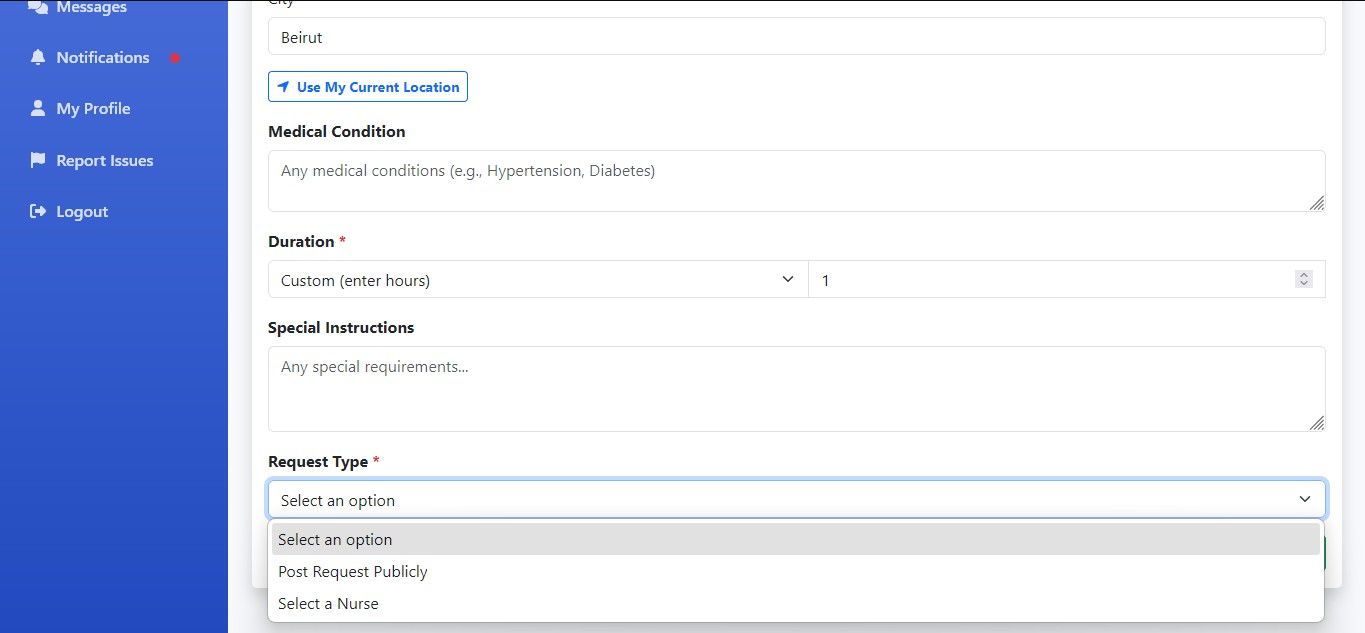 Messages
Notifications
My Profile
Report Issues
Logout
City
Beirut
Use My Current Location
Medical Condition
Any medical conditions (e.g., Hypertension, Diabetes)
Duration *
Custom (enter hours)
1
Special Instructions
Any special requirements...
Request Type *
Select an option
Select an option
Post Request Publicly
Select a Nurse